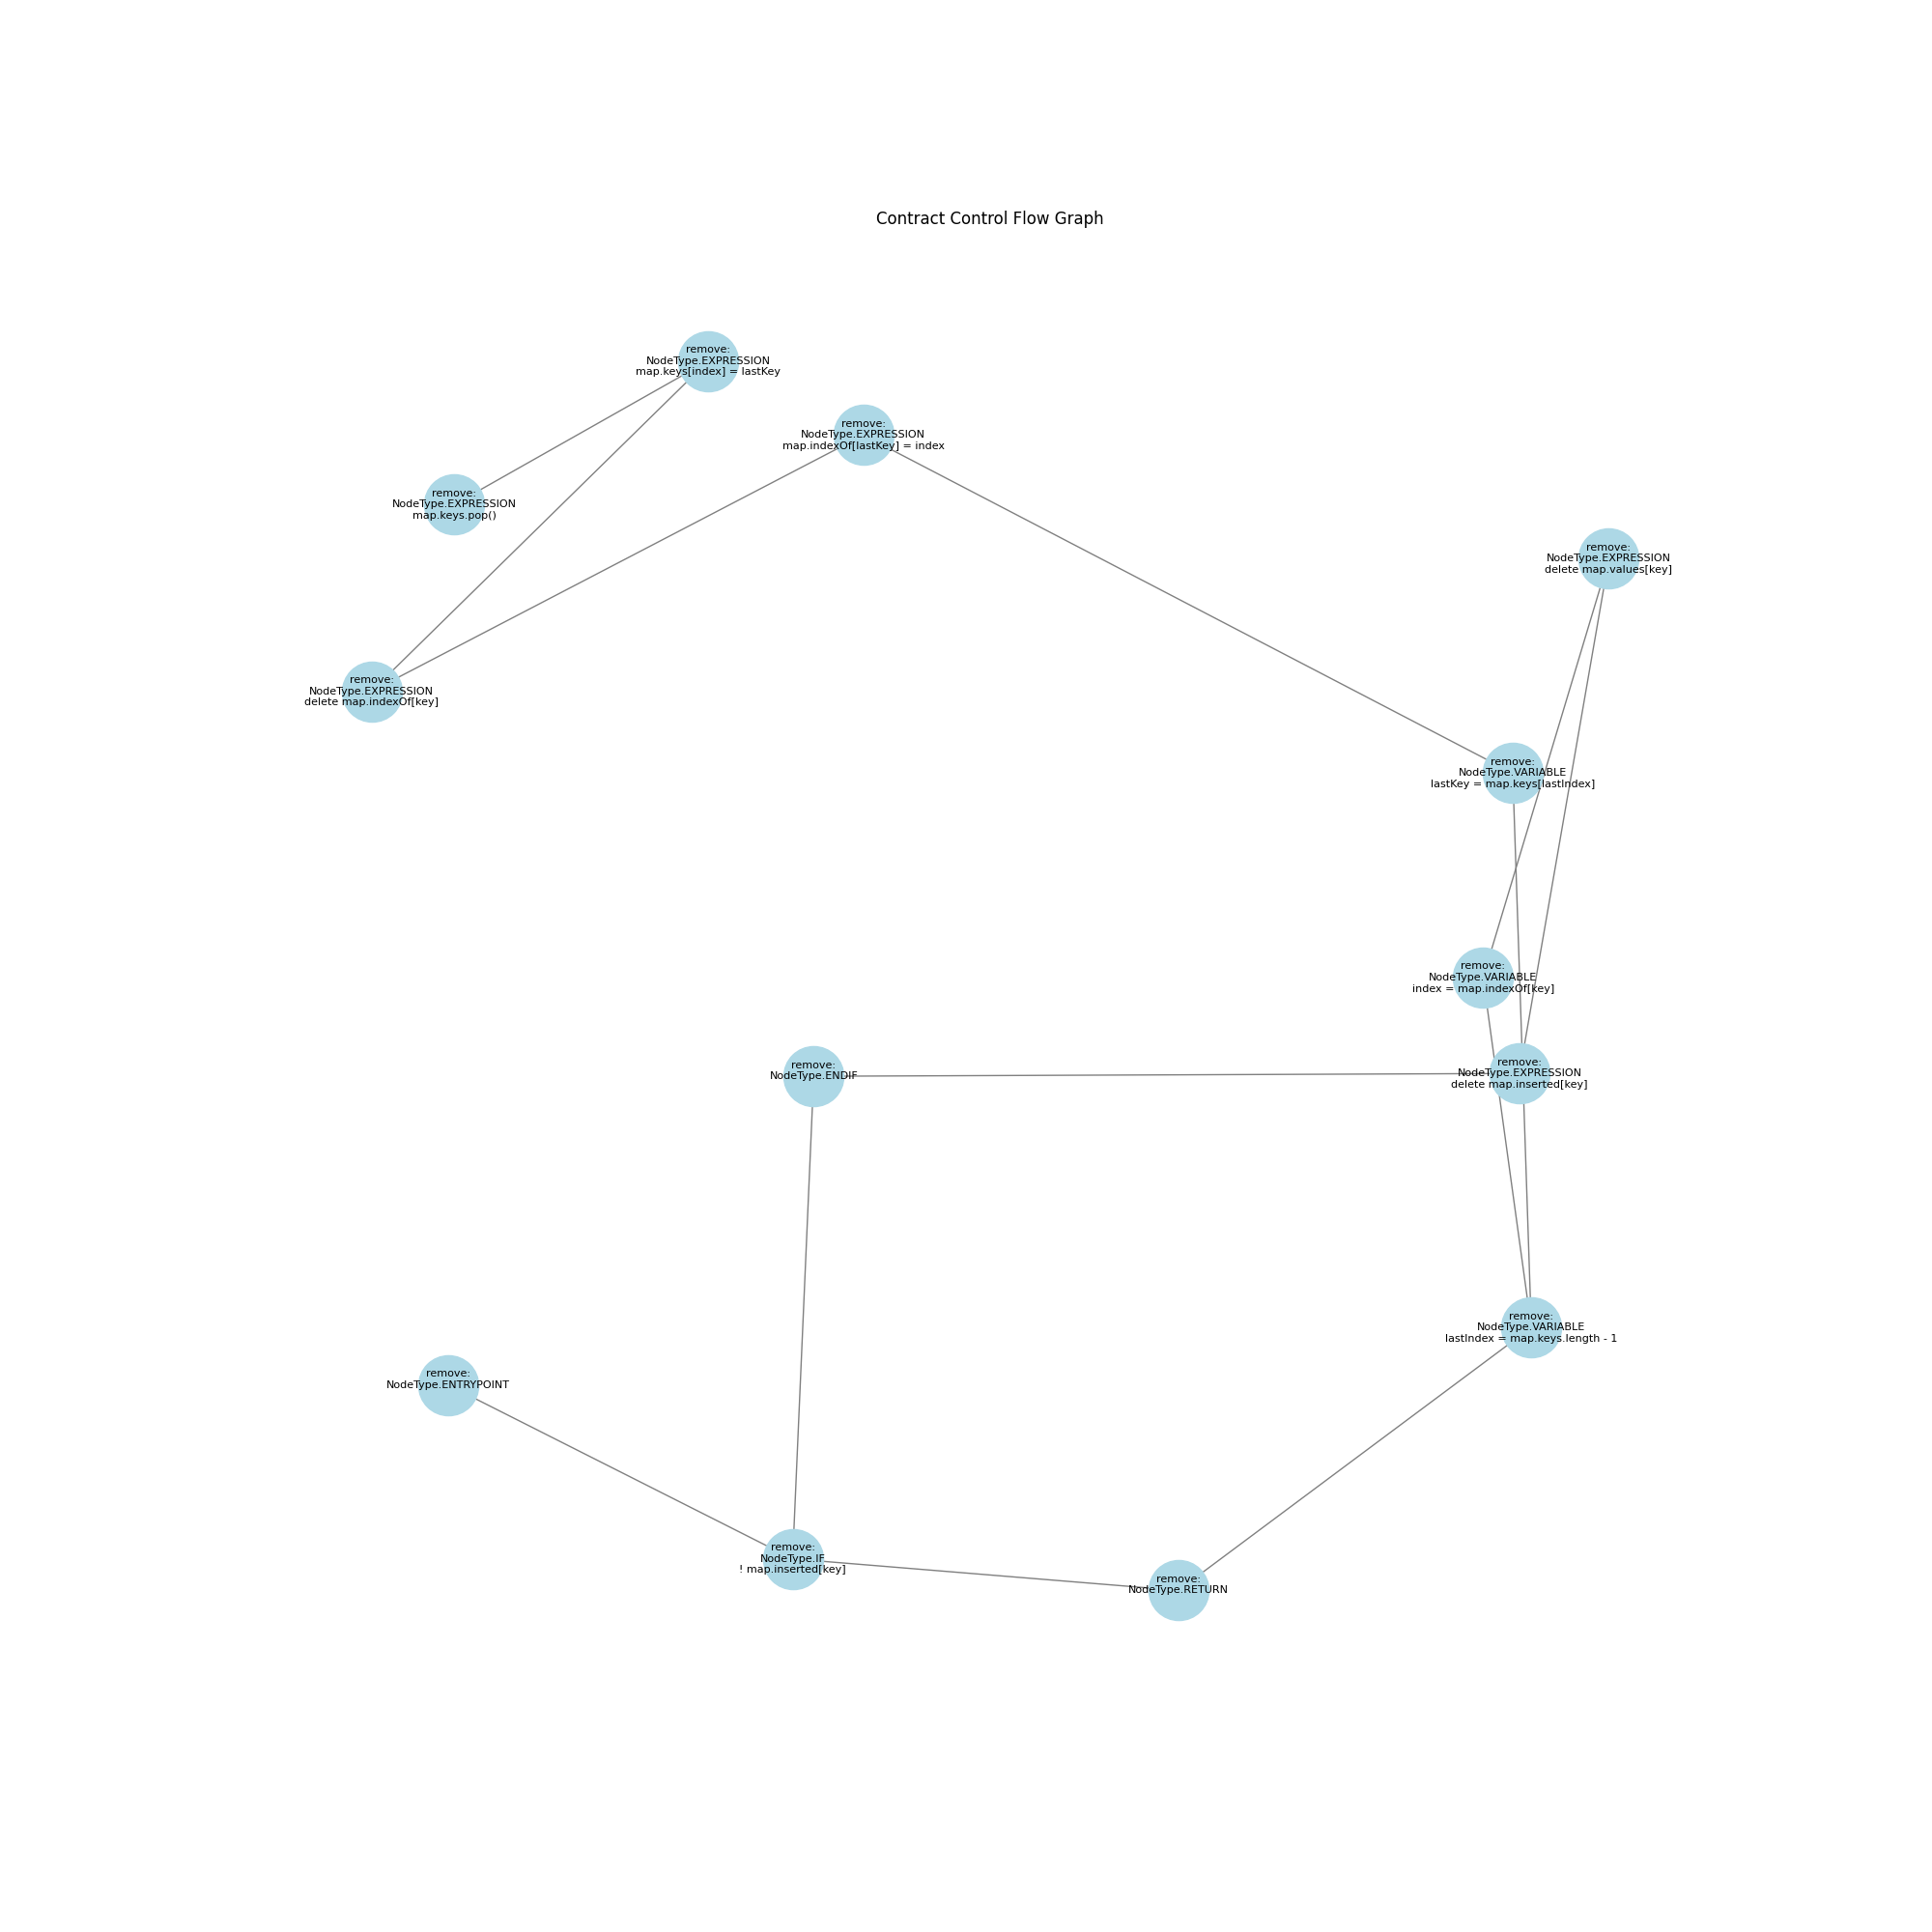 Contract Control Flow Graph
remove:
NodeType.EXPRESSION
map.keys[index] = lastKey
remove:
NodeType.EXPRESSION
map.indexOf[lastKey] = index
remove:
NodeType.EXPRESSION
map.keys.pop()
remove:
NodeType.EXPRESSION
delete map.values[key]
remove:
NodeType.EXPRESSION
delete map.indexOf[key]
remove:
NodeType.VARIABLE
lastKey = map.keys[lastIndex]
remove:
NodeType.VARIABLE
index = map.indexOf[key]
remove:
NodeType.ENDIF
remove:
NodeType.EXPRESSION
delete map.inserted[key]
remove:
NodeType.VARIABLE
lastIndex = map.keys.length - 1
remove:
NodeType.ENTRYPOINT
remove:
NodeType.IF
! map.inserted[key]
remove:
NodeType.RETURN